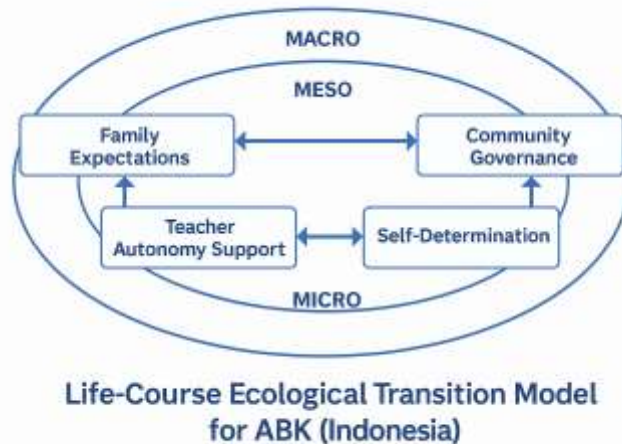 MACRO
MESO
Family
Expectations
Community
Governance
Teacher
Autonomy Support
Self-Determination
MICRO
Life-Course Ecological Transition Model
for ABK (Indonesia)